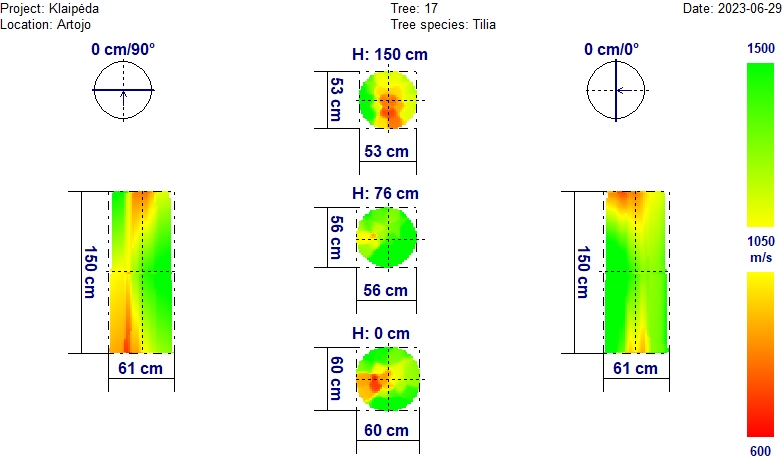 Project: Klaipėda
Tree: 17
Date: 2023-06-29
Location: Artojo
Tree species: Tilia
0 cm/90°
H: 150 cm
0 cm/0°
1500
53 cm
53 cm
H: 76 cm
56 cm
56 cm
150 cm
150 cm
1050
m/s
H: 0 cm
60 cm
60 cm
61 cm
61 cm
600